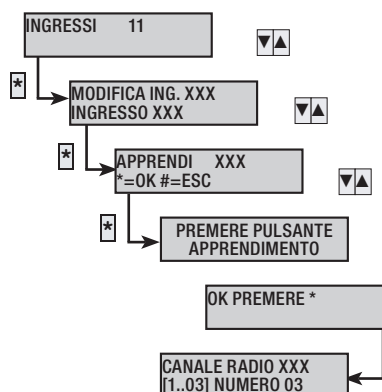 INGRESSI 11
▼▲
*
MODIFICA ING. XXX
INGRESSO XXX
▼▲
*
APPRENDI XXX
*=OK #=ESC
▼▲
*
PREMERE PULSANTE
APPRENDIMENTO
OK PREMERE *
CANALE RADIO XXX
[1..03] NUMERO 03